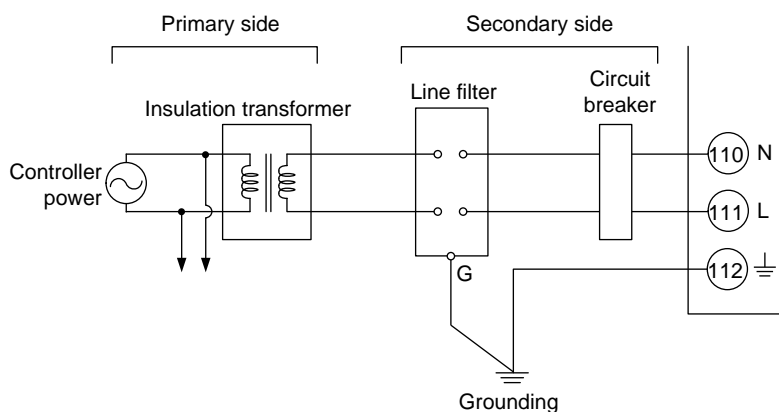 Primary side
Secondary side
Insulation transformer
Line filter
Circuit
breaker
Controller
power
110 N
111 L
112
G
Grounding